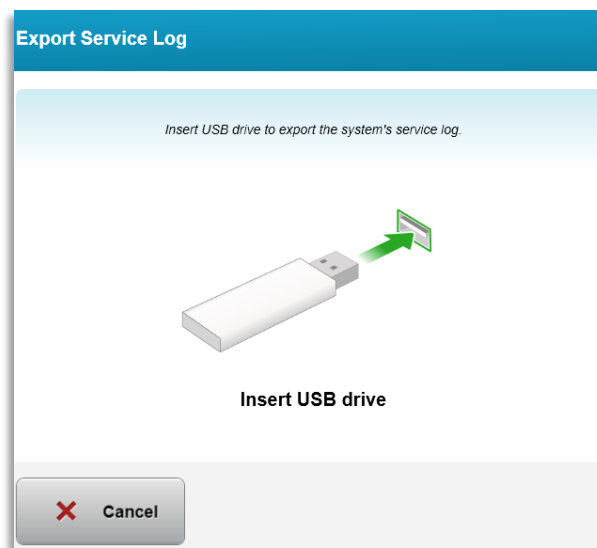 Export Service Log
Insert USB drive to export the system's service log.
Insert USB drive
Cancel